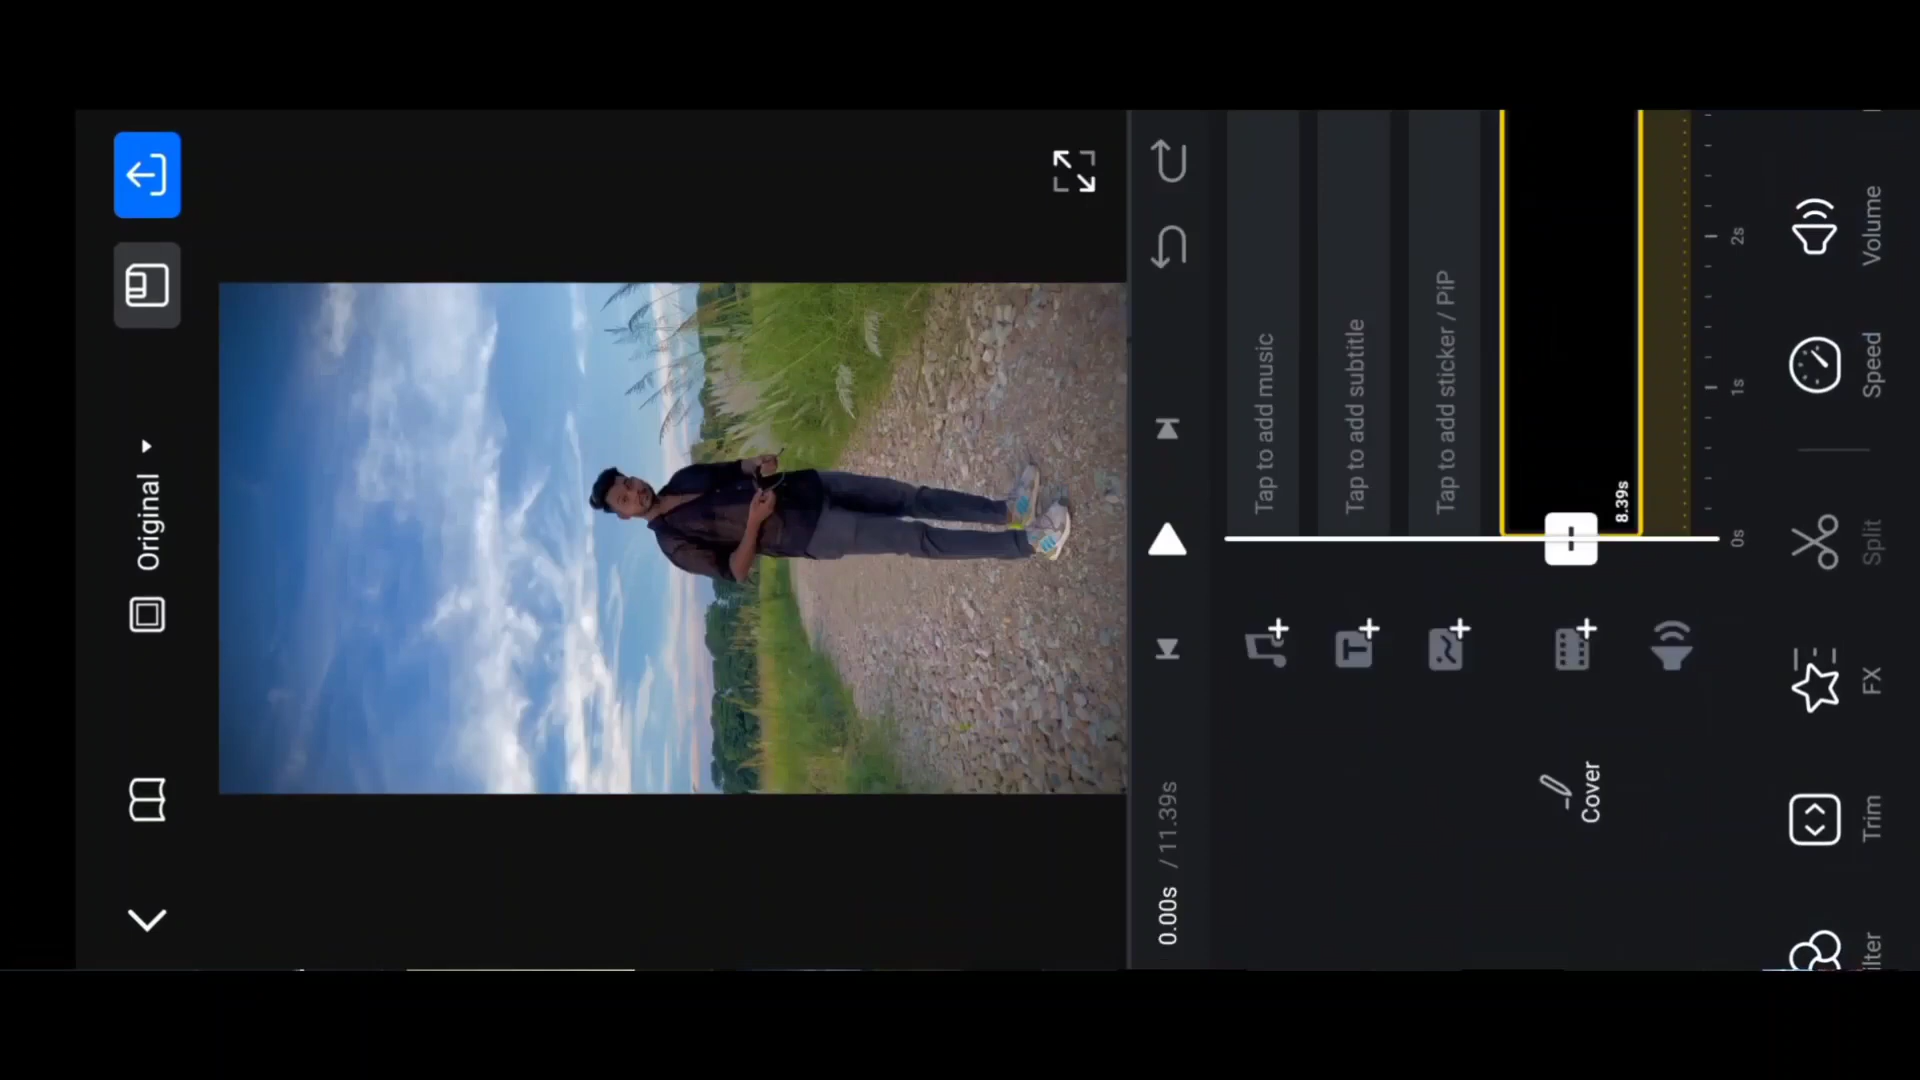 Original
0.00s / 11.39s
Tap to add music
Tap to add subtitle
Tap to add sticker / PiP
Cover
8.39s
0s
1s
2s
Trim
FX
Split
Speed
Volume